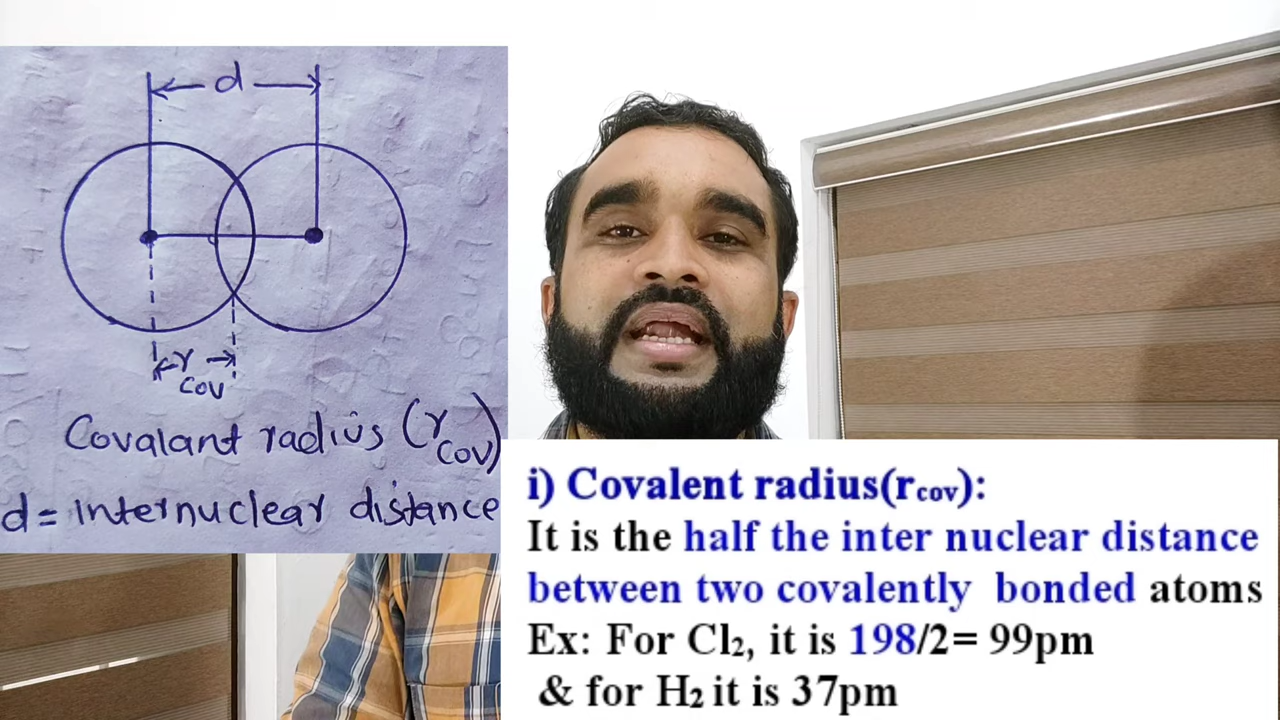 d
r
cov
Covalant radius (r cov)
d = Internuclear distance
i) Covalent radius(rcov):
It is the half the inter nuclear distance
between two covalently bonded atoms
Ex: For Cl₂, it is 198/2= 99pm
& for H₂ it is 37pm